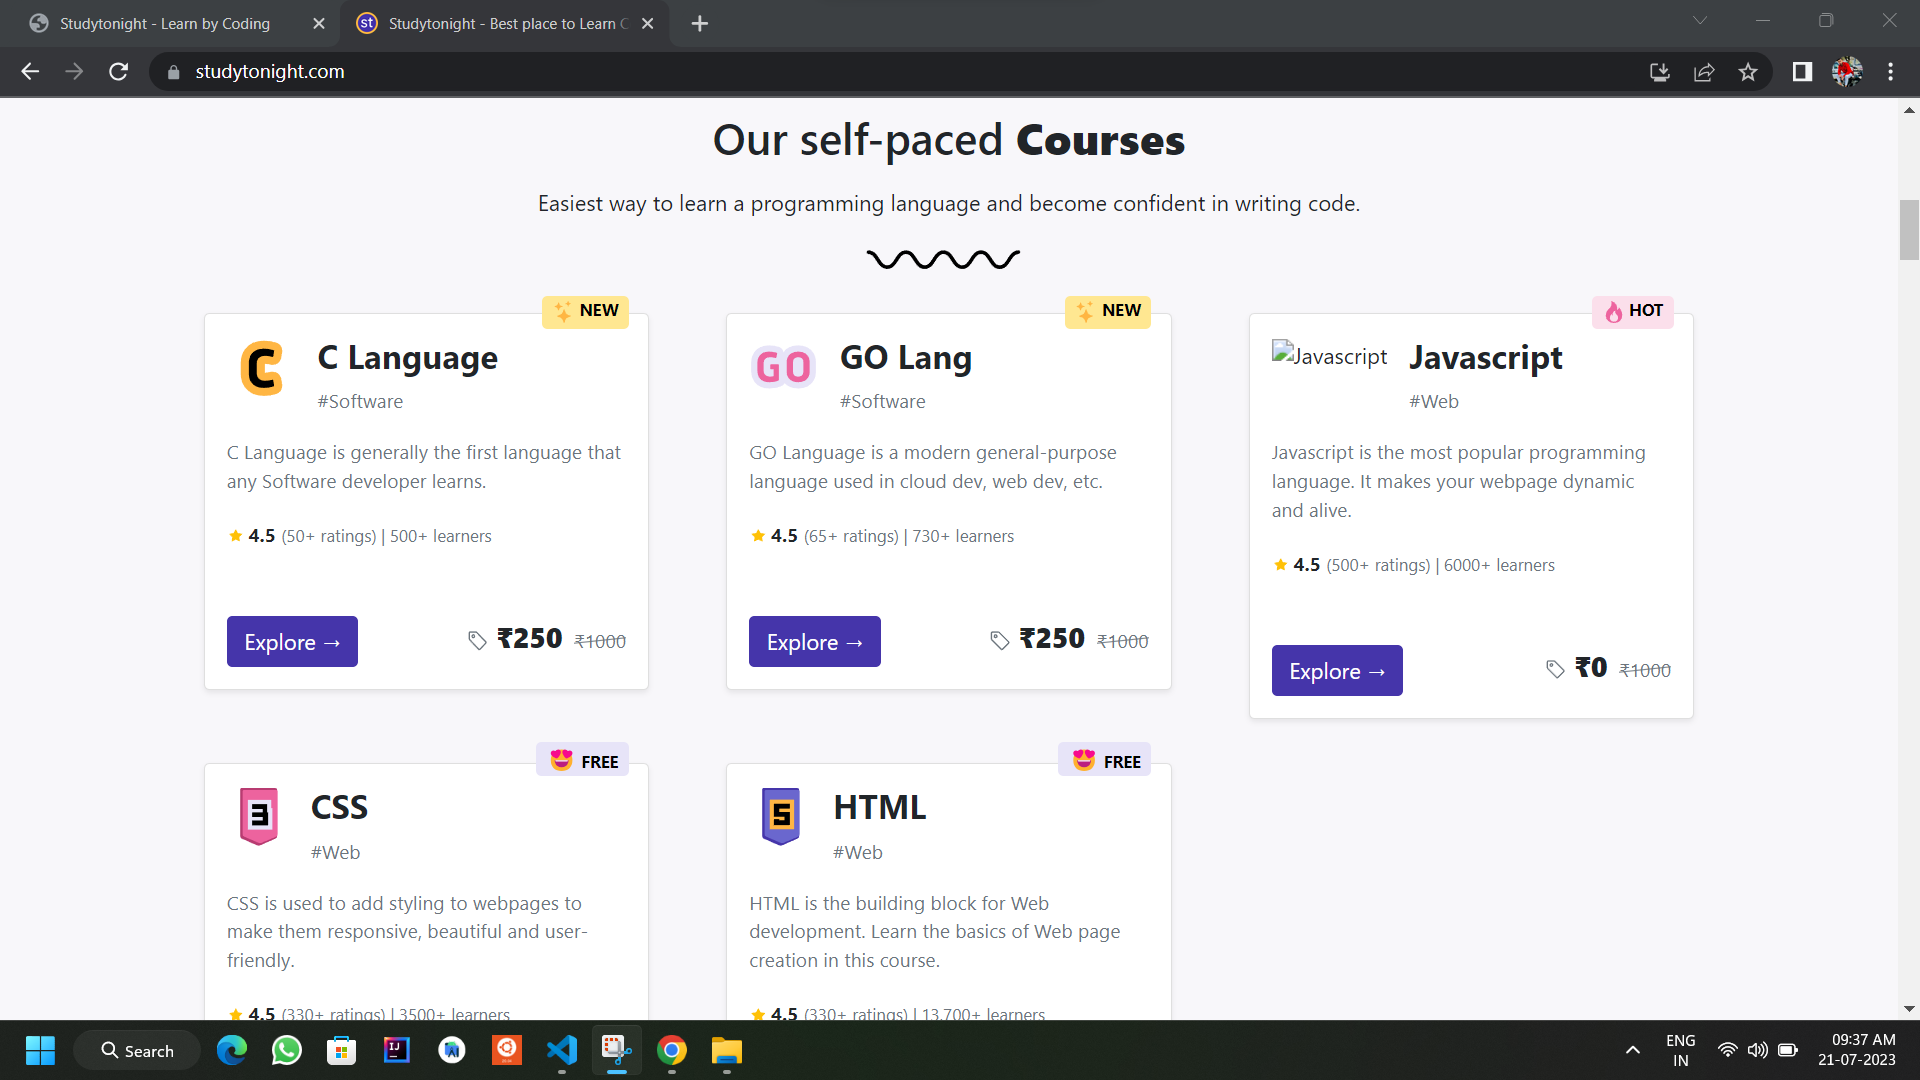 Studytonight - Learn by Coding
st Studytonight - Best place to Learn C
studytonight.com
Our self-paced Courses
Easiest way to learn a programming language and become confident in writing code.
NEW
C C Language
#Software
C Language is generally the first language that
any Software developer learns.
4.5 (50+ ratings) | 500+ learners
Explore → ₹250 ₹1000
NEW
GO GO Lang
#Software
GO Language is a modern general-purpose
language used in cloud dev, web dev, etc.
4.5 (65+ ratings) | 730+ learners
Explore → ₹250 ₹1000
HOT
Javascript Javascript
#Web
Javascript is the most popular programming
language. It makes your webpage dynamic
and alive.
4.5 (500+ ratings) | 6000+ learners
Explore → ₹0 ₹1000
FREE
3 CSS
#Web
CSS is used to add styling to webpages to
make them responsive, beautiful and user-
friendly.
4.5 (330+ ratings) | 3500+ learners
FREE
5 HTML
#Web
HTML is the building block for Web
development. Learn the basics of Web page
creation in this course.
4.5 (330+ ratings) | 13,700+ learners
Search
IJ
ENG
IN
09:37 AM
21-07-2023